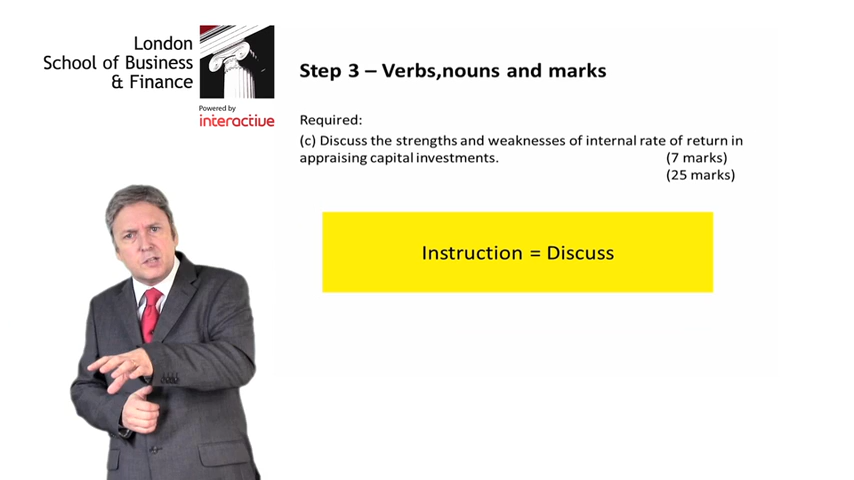 London
School of Business
& Finance
Powered by
interactive
Step 3 – Verbs,nouns and marks
Required:
(c) Discuss the strengths and weaknesses of internal rate of return in
appraising capital investments. (7 marks)
(25 marks)
Instruction = Discuss